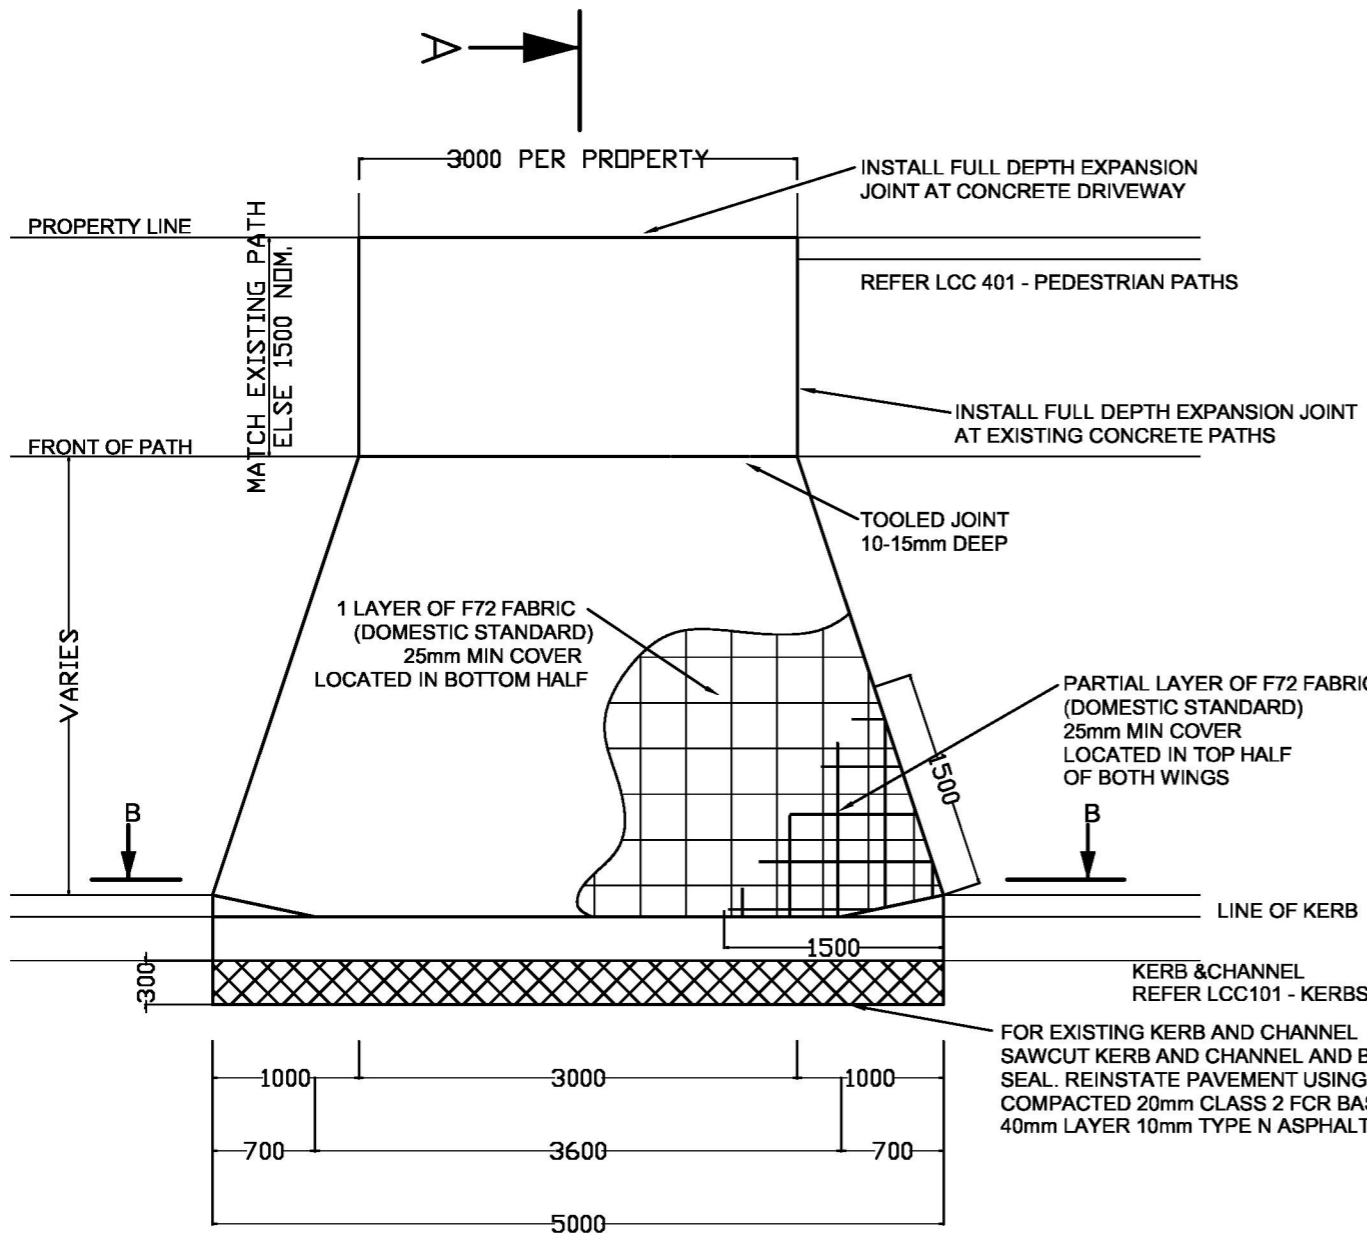 A
3000 PER PROPERTY
INSTALL FULL DEPTH EXPANSION
JOINT AT CONCRETE DRIVEWAY
PROPERTY LINE
MATCH EXISTING PATH
ELSE 1500 NOM.
REFER LCC 401 - PEDESTRIAN PATHS
INSTALL FULL DEPTH EXPANSION JOINT
AT EXISTING CONCRETE PATHS
FRONT OF PATH
TOOLED JOINT
10-15mm DEEP
1 LAYER OF F72 FABRIC
(DOMESTIC STANDARD)
25mm MIN COVER
LOCATED IN BOTTOM HALF
VARIES
PARTIAL LAYER OF F72 FABRIC
(DOMESTIC STANDARD)
25mm MIN COVER
LOCATED IN TOP HALF
OF BOTH WINGS
1500
B
B
LINE OF KERB
1500
300
KERB &CHANNEL
REFER LCC101 - KERBS
FOR EXISTING KERB AND CHANNEL
SAWCUT KERB AND CHANNEL AND B
SEAL. REINSTATE PAVEMENT USING
COMPACTED 20mm CLASS 2 FCR BAS
40mm LAYER 10mm TYPE N ASPHALT
1000
3000
1000
700
3600
700
5000